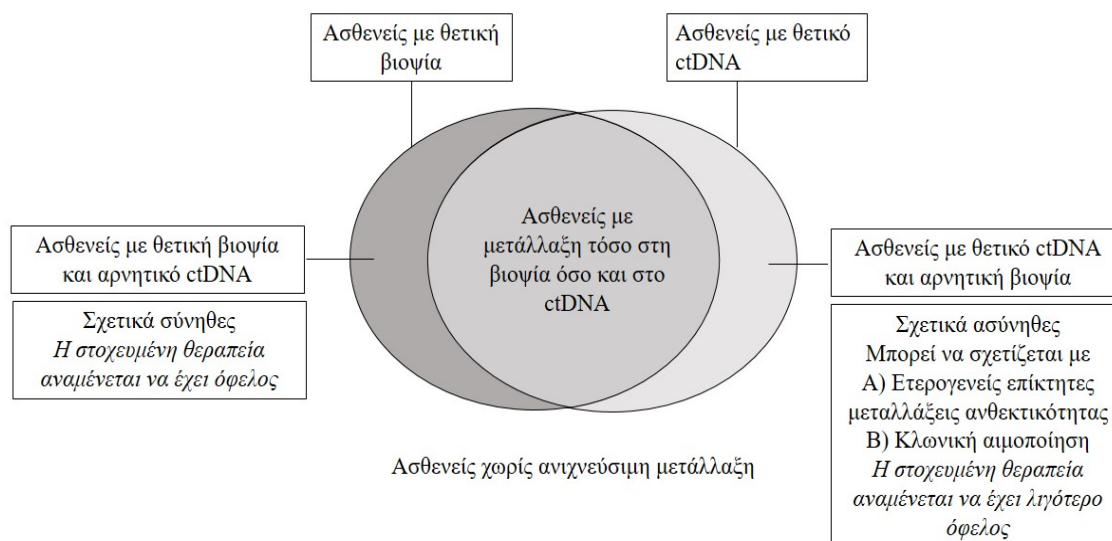 Ασθενείς με θετική
βιοψία
Ασθενείς με θετικό
ctDNA
Ασθενείς με
μετάλλαξη τόσο στη
βιοψία όσο και στο
ctDNA
Ασθενείς με θετική βιοψία
και αρνητικό ctDNA
Σχετικά σύνηθες
Η στοχευμένη θεραπεία
αναμένεται να έχει όφελος
Ασθενείς με θετικό ctDNA
και αρνητική βιοψία
Σχετικά ασύνηθες
Μπορεί να σχετίζεται με
Α) Ετερογενείς επίκτητες
μεταλλάξεις ανθεκτικότητας
Β) Κλωνική αιμοποίηση
Η στοχευμένη θεραπεία
αναμένεται να έχει λιγότερο
όφελος
Ασθενείς χωρίς ανιχνεύσιμη μετάλλαξη